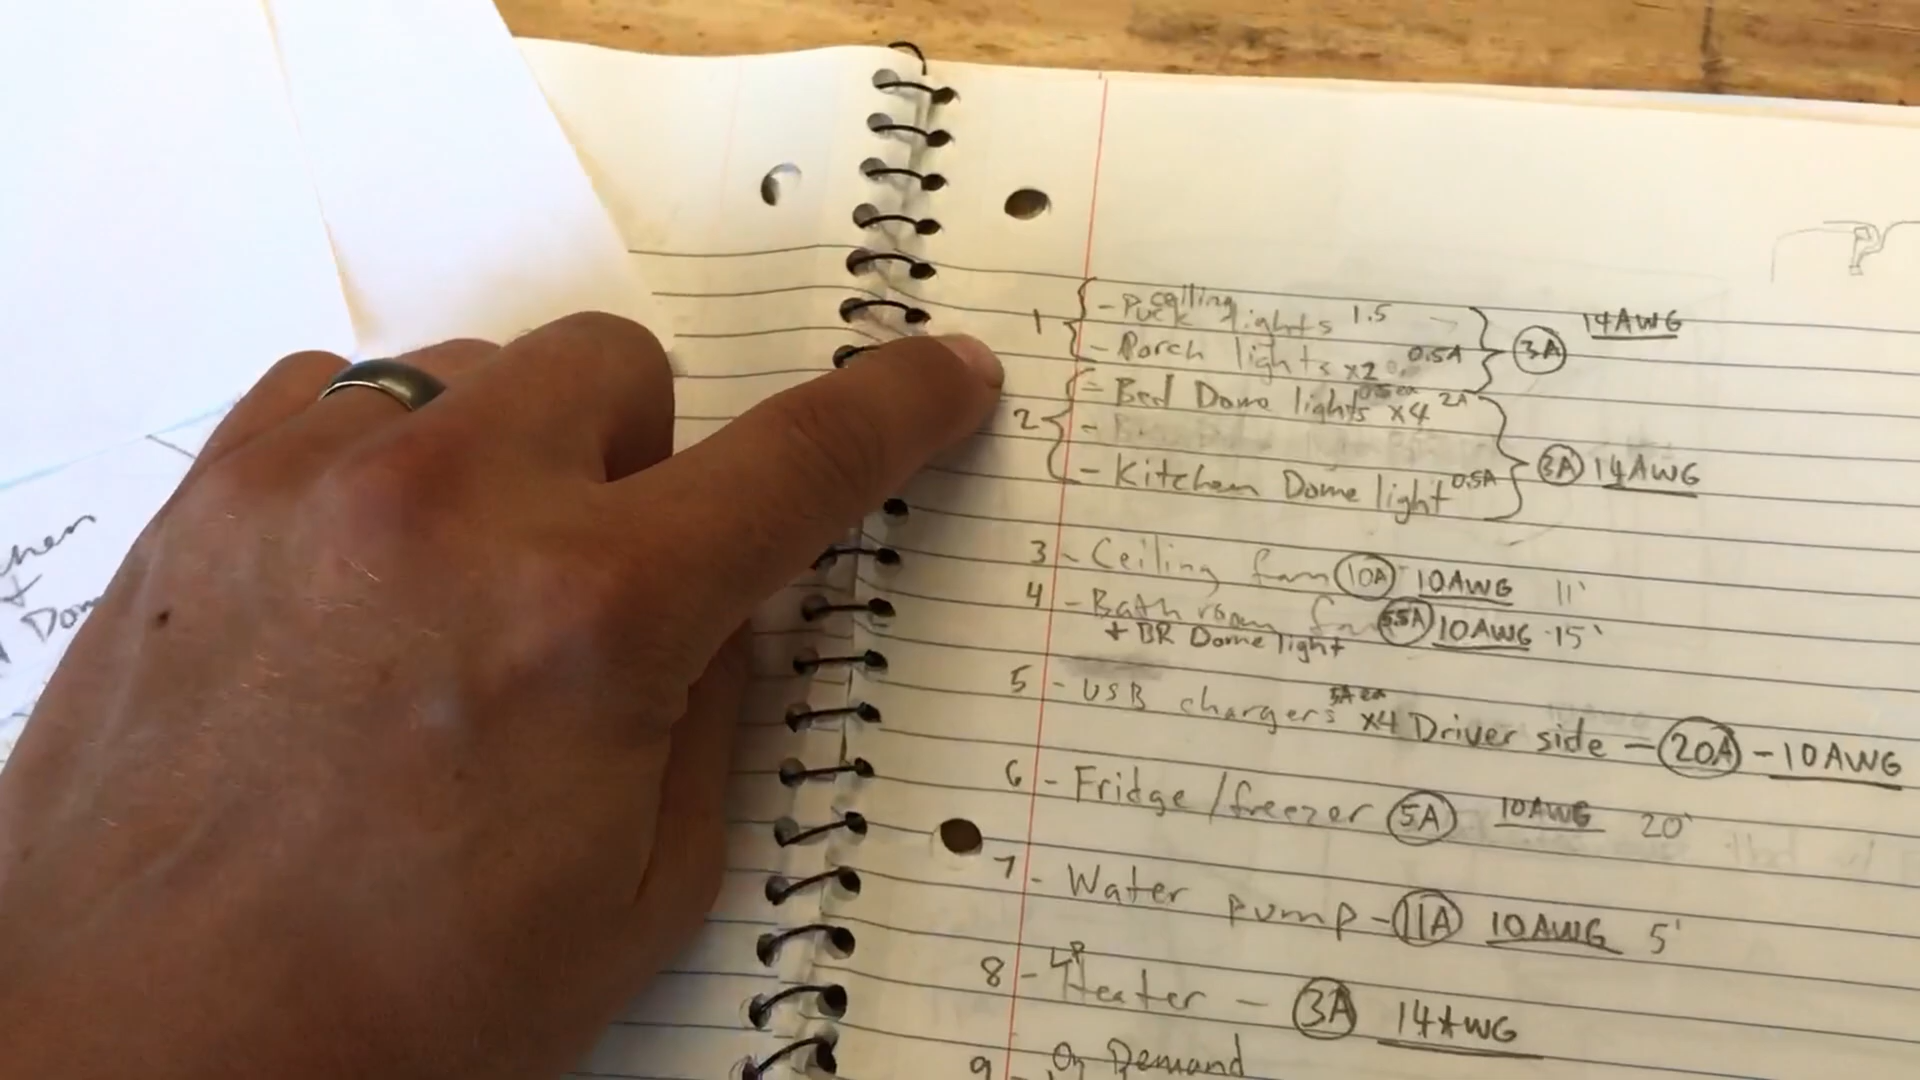 1 - Puck ceiling lights 1.5
- Porch lights x2 0.5A
3A 14AWG
2 - Bed Dome lights x4 2A
- Kitchen Dome light 0.5A
3A 14AWG
3 - Ceiling fan 10A - 10AWG 11'
4 - Bath room fan 5.5A 10AWG 15'
+ BR Dome light
5 - USB chargers x4 Driver side - 20A - 10AWG
6 - Fridge/freezer 5A 10AWG 20'
7 - Water pump - 11A 10AWG 5'
8 - LP Heater - 3A 14AWG
9 - On Demand